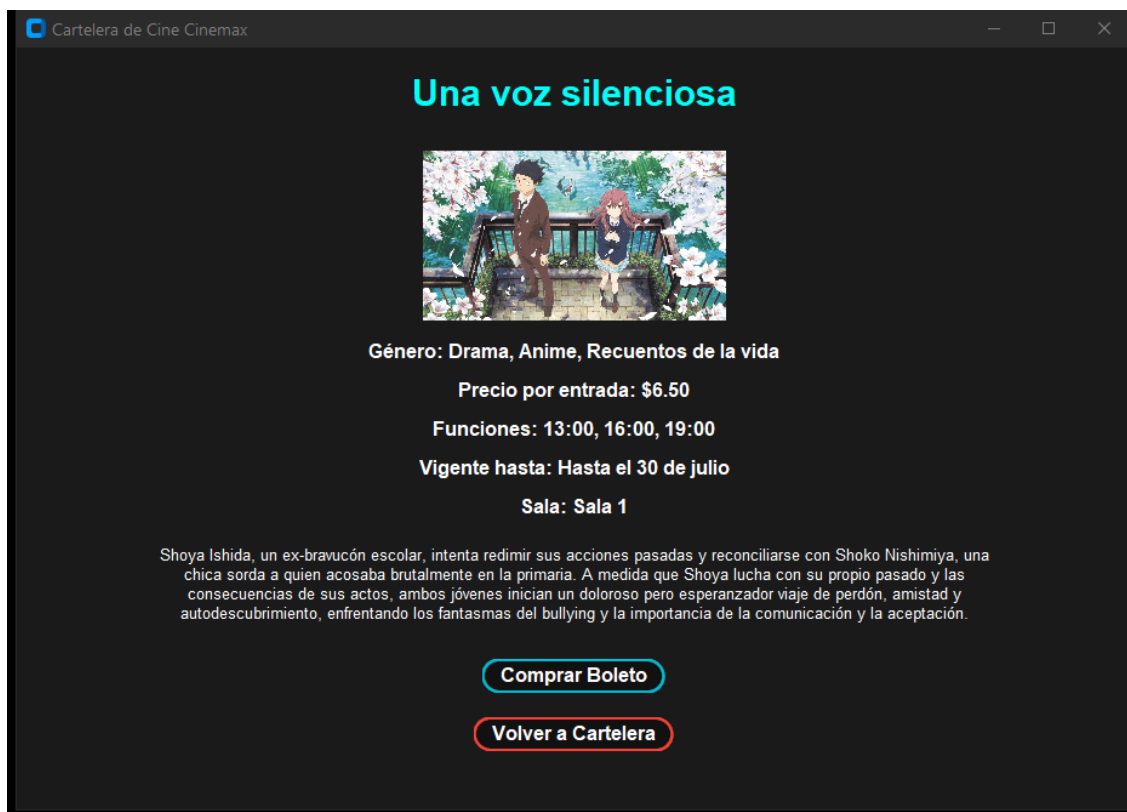 Cartelera de Cine Cinemax
Una voz silenciosa
Género: Drama, Anime, Recuentos de la vida
Precio por entrada: $6.50
Funciones: 13:00, 16:00, 19:00
Vigente hasta: Hasta el 30 de julio
Sala: Sala 1
Shoya Ishida, un ex-bravucón escolar, intenta redimir sus acciones pasadas y reconciliarse con Shoko Nishimiya, una
chica sorda a quien acosaba brutalmente en la primaria. A medida que Shoya lucha con su propio pasado y las
consecuencias de sus actos, ambos jóvenes inician un doloroso pero esperanzador viaje de perdón, amistad y
autodescubrimiento, enfrentando los fantasmas del bullying y la importancia de la comunicación y la aceptación.
Comprar Boleto
Volver a Cartelera